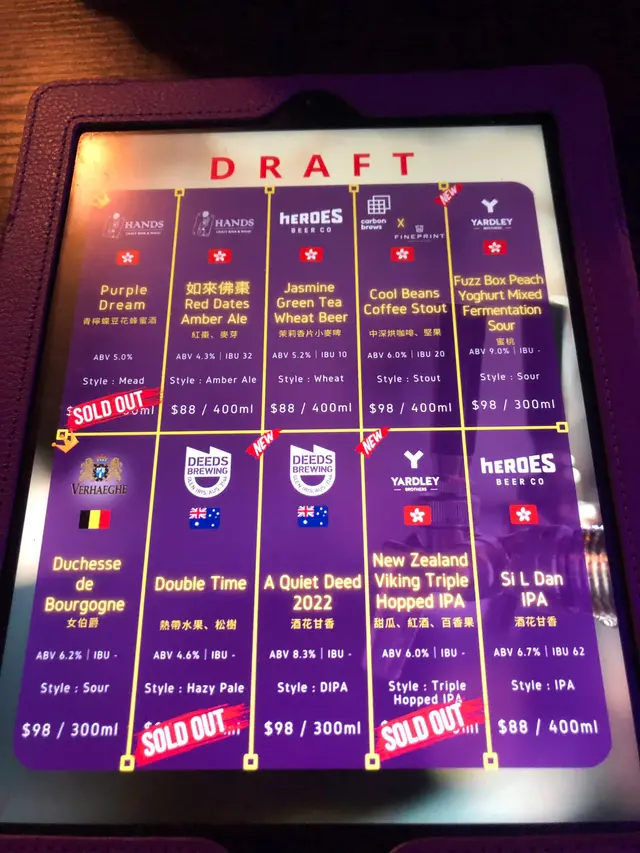 DRAFT
HANDS
Purple
Dream
青檸蝶豆花蜂蜜酒
ABV 5.0%
Style : Mead
SOLD OUT
HANDS
如來佛棗
Red Dates
Amber Ale
紅棗、麥芽
ABV 4.3% | IBU 32
Style : Amber Ale
$88 / 400ml
heROES
BEER CO
Jasmine
Green Tea
Wheat Beer
茉莉香片小麥啤
ABV 5.2% | IBU 10
Style : Wheat
$88 / 400ml
carbon
brews
X
FINEPRINT
Cool Beans
Coffee Stout
中深烘咖啡、堅果
ABV 6.0% | IBU 20
Style : Stout
$98 / 400ml
NEW
YARDLEY
BROTHERS
Fuzz Box Peach
Yoghurt Mixed
Fermentation
Sour
蜜桃
ABV 9.0% | IBU -
Style : Sour
$98 / 300ml
VERHAEGHE
Duchesse
de
Bourgogne
女伯爵
ABV 6.2% | IBU -
Style : Sour
$98 / 300ml
DEEDS
BREWING
GLEN IRIS, AUS
Double Time
熱帶水果、松樹
ABV 4.6% | IBU -
Style : Hazy Pale
SOLD OUT
NEW
DEEDS
BREWING
GLEN IRIS, AUS
A Quiet Deed
2022
酒花甘香
ABV 8.3% | IBU -
Style : DIPA
$98 / 300ml
NEW
YARDLEY
BROTHERS
New Zealand
Viking Triple
Hopped IPA
甜瓜、紅酒、百香果
ABV 6.0% | IBU -
Style : Triple
Hopped IPA
SOLD OUT
heROES
BEER CO
Si L Dan
IPA
酒花甘香
ABV 6.7% | IBU 62
Style : IPA
$88 / 400ml